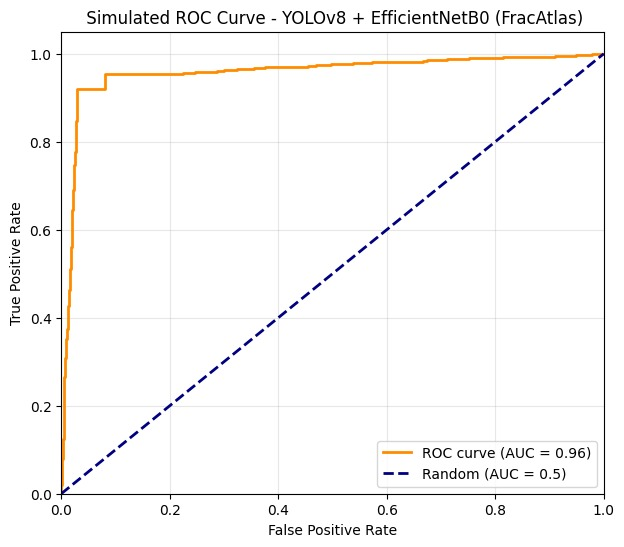 Simulated ROC Curve - YOLOv8 + EfficientNetB0 (FracAtlas)
1.0
0.8
0.6
0.4
0.2
0.0
True Positive Rate
ROC curve (AUC = 0.96)
Random (AUC = 0.5)
0.0 0.2 0.4 0.6 0.8 1.0
False Positive Rate